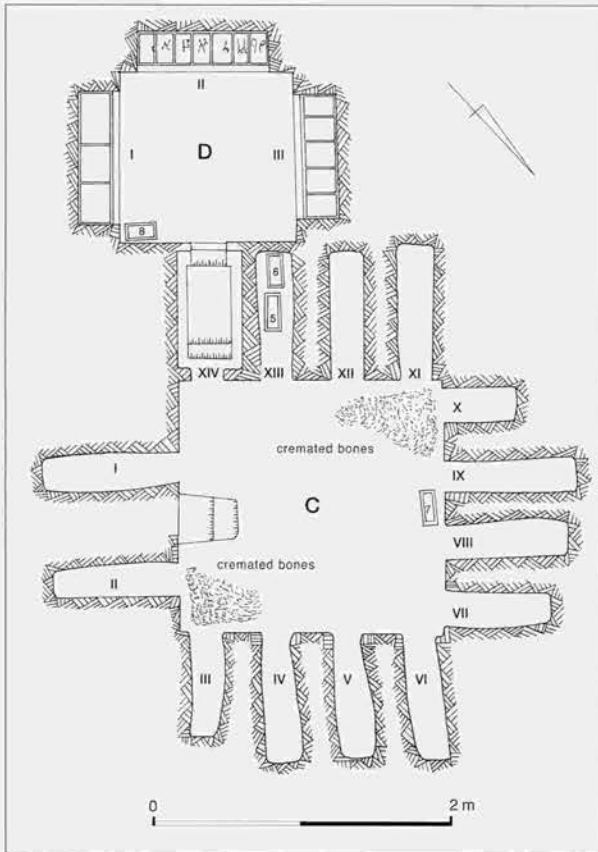 II
I
D
III
8
6
5
XIV
XIII
XII
XI
X
cremated bones
I
IX
C
7
VIII
cremated bones
II
VII
III
IV
V
VI
0
2 m